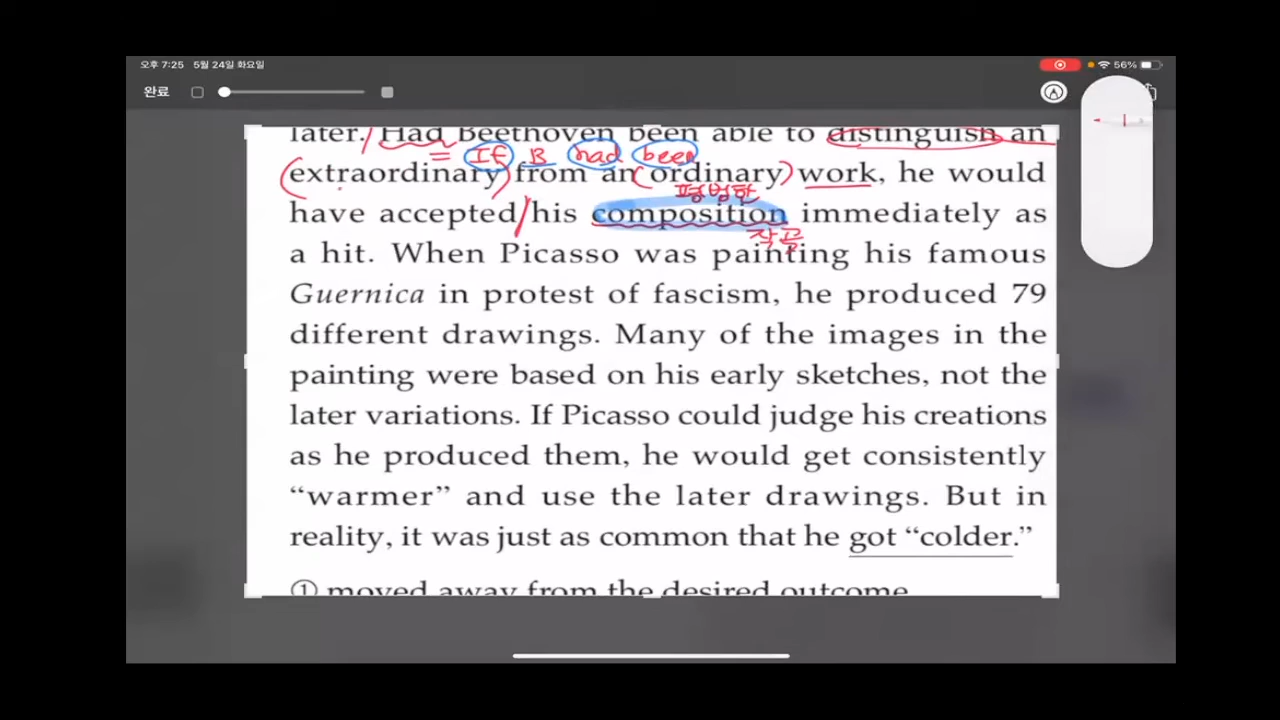 오후 7:25 5월 24일 화요일
56%
완료
later. Had Beethoven been able to distinguish an
= If B had been
extraordinary from an ordinary work, he would
평범한
have accepted his composition immediately as
작곡
a hit. When Picasso was painting his famous
Guernica in protest of fascism, he produced 79
different drawings. Many of the images in the
painting were based on his early sketches, not the
later variations. If Picasso could judge his creations
as he produced them, he would get consistently
“warmer” and use the later drawings. But in
reality, it was just as common that he got “colder.”
① moved away from the desired outcome